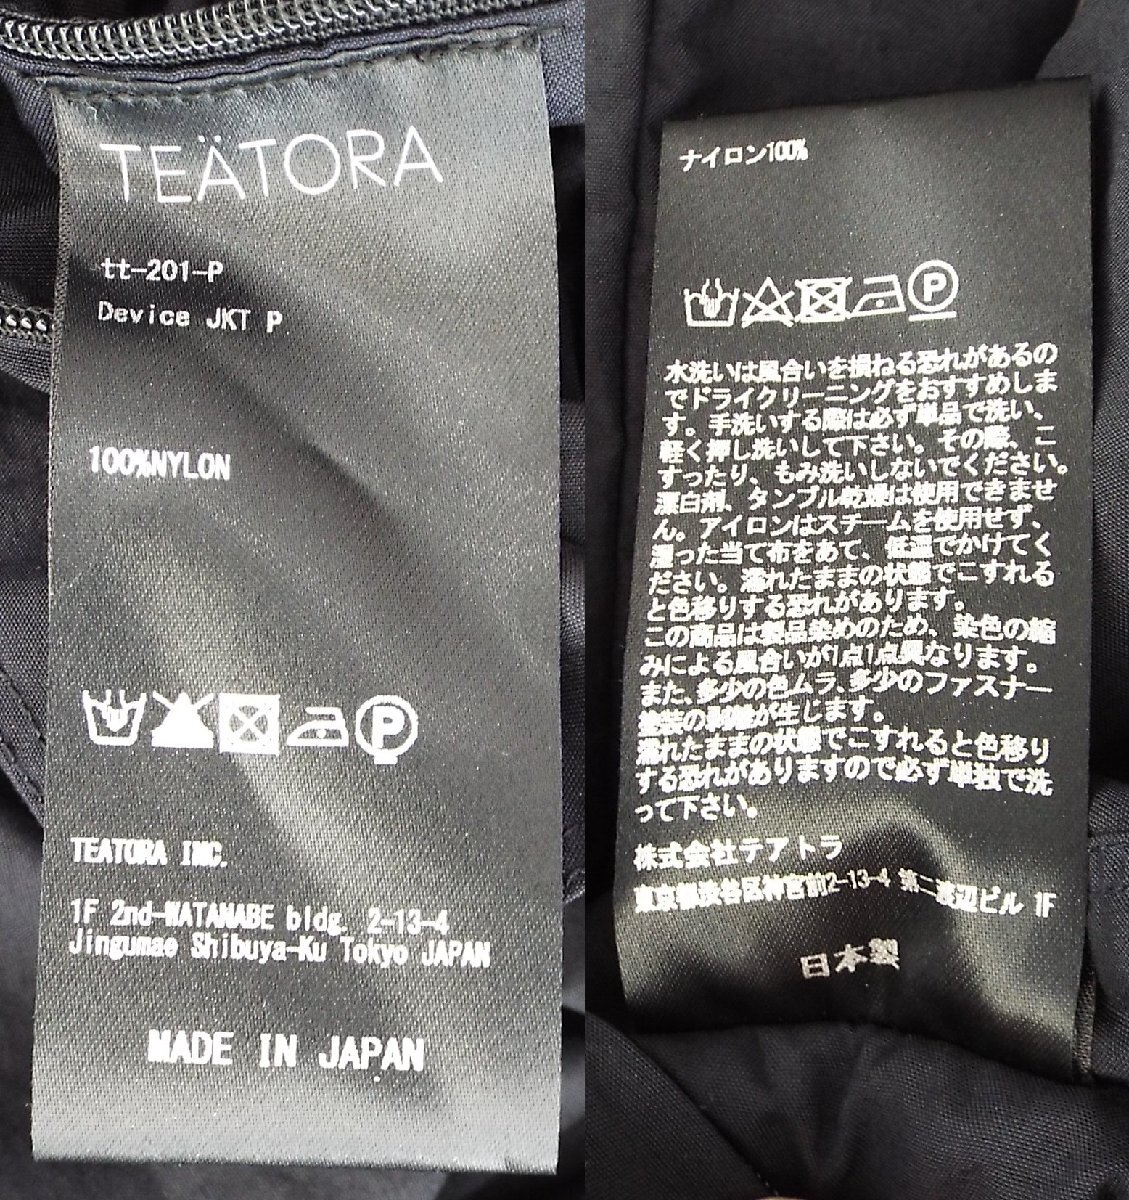 TEÄTORA
tt-201-P
Device JKT P
100%NYLON
P
TEATORA INC.
1F 2nd-WATANABE bldg. 2-13-4
Jingumae Shibuya-Ku Tokyo JAPAN
MADE IN JAPAN
ナイロン100%
P
水洗いは風合いを損ねる恐れがあるの
でドライクリーニングをおすすめしま
す。手洗いする際は必ず単品で洗い、
軽く押し洗いして下さい。その際、こ
すったり、もみ洗いしないでください。
漂白剤、タンブル乾燥は使用できませ
ん。アイロンはスチームを使用せず、
湿った当て布をあて、低温でかけてく
ださい。濡れたままの状態でこすれる
と色移りする恐れがあります。
この商品は製品染めのため、染色の縮
みによる風合いが1点1点異なります。
また、多少の色ムラ、多少のファスナー
塗装の剥離が生じます。
濡れたままの状態でこすれると色移り
する恐れがありますので必ず単独で洗
って下さい。
株式会社テアトラ
東京都渋谷区神宮前2-13-4 第二渡辺ビル 1F
日本製